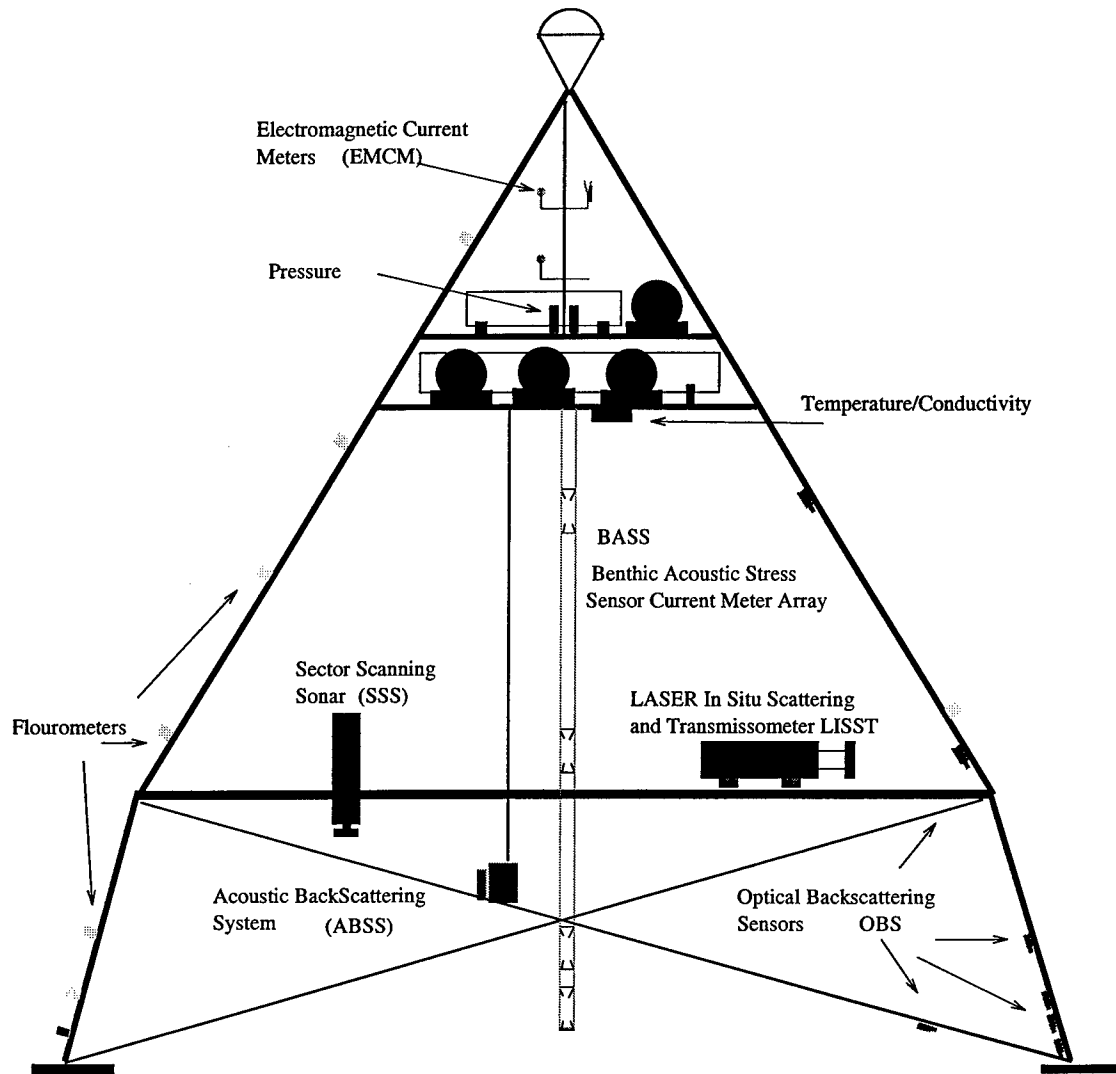 Electromagnetic Current
Meters (EMCM)
Pressure
Temperature/Conductivity
BASS
Benthic Acoustic Stress
Sensor Current Meter Array
Sector Scanning
Sonar (SSS)
LASER In Situ Scattering
and Transmissometer LISST
Flourometers
Acoustic BackScattering
System (ABSS)
Optical Backscattering
Sensors OBS